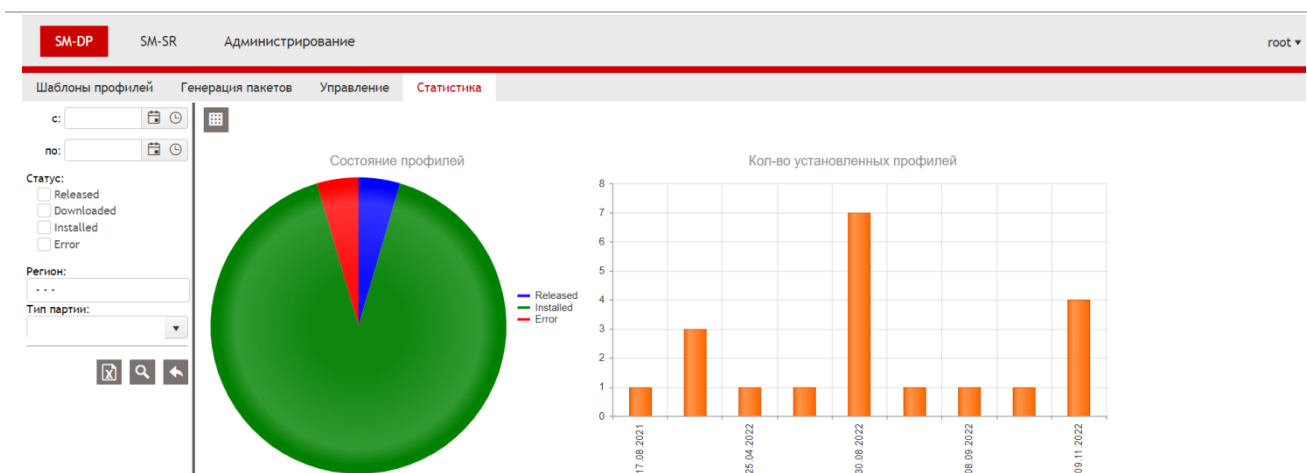 SM-DP SM-SR Администрирование root
Шаблоны профилей Генерация пакетов Управление Статистика
с:
по:
Статус:
Released
Downloaded
Installed
Error
Регион:
- - -
Тип партии:
Состояние профилей
Released
Installed
Error
Кол-во установленных профилей
8
7
6
5
4
3
2
1
0
17.08.2021
25.04.2022
30.08.2022
08.09.2022
09.11.2022